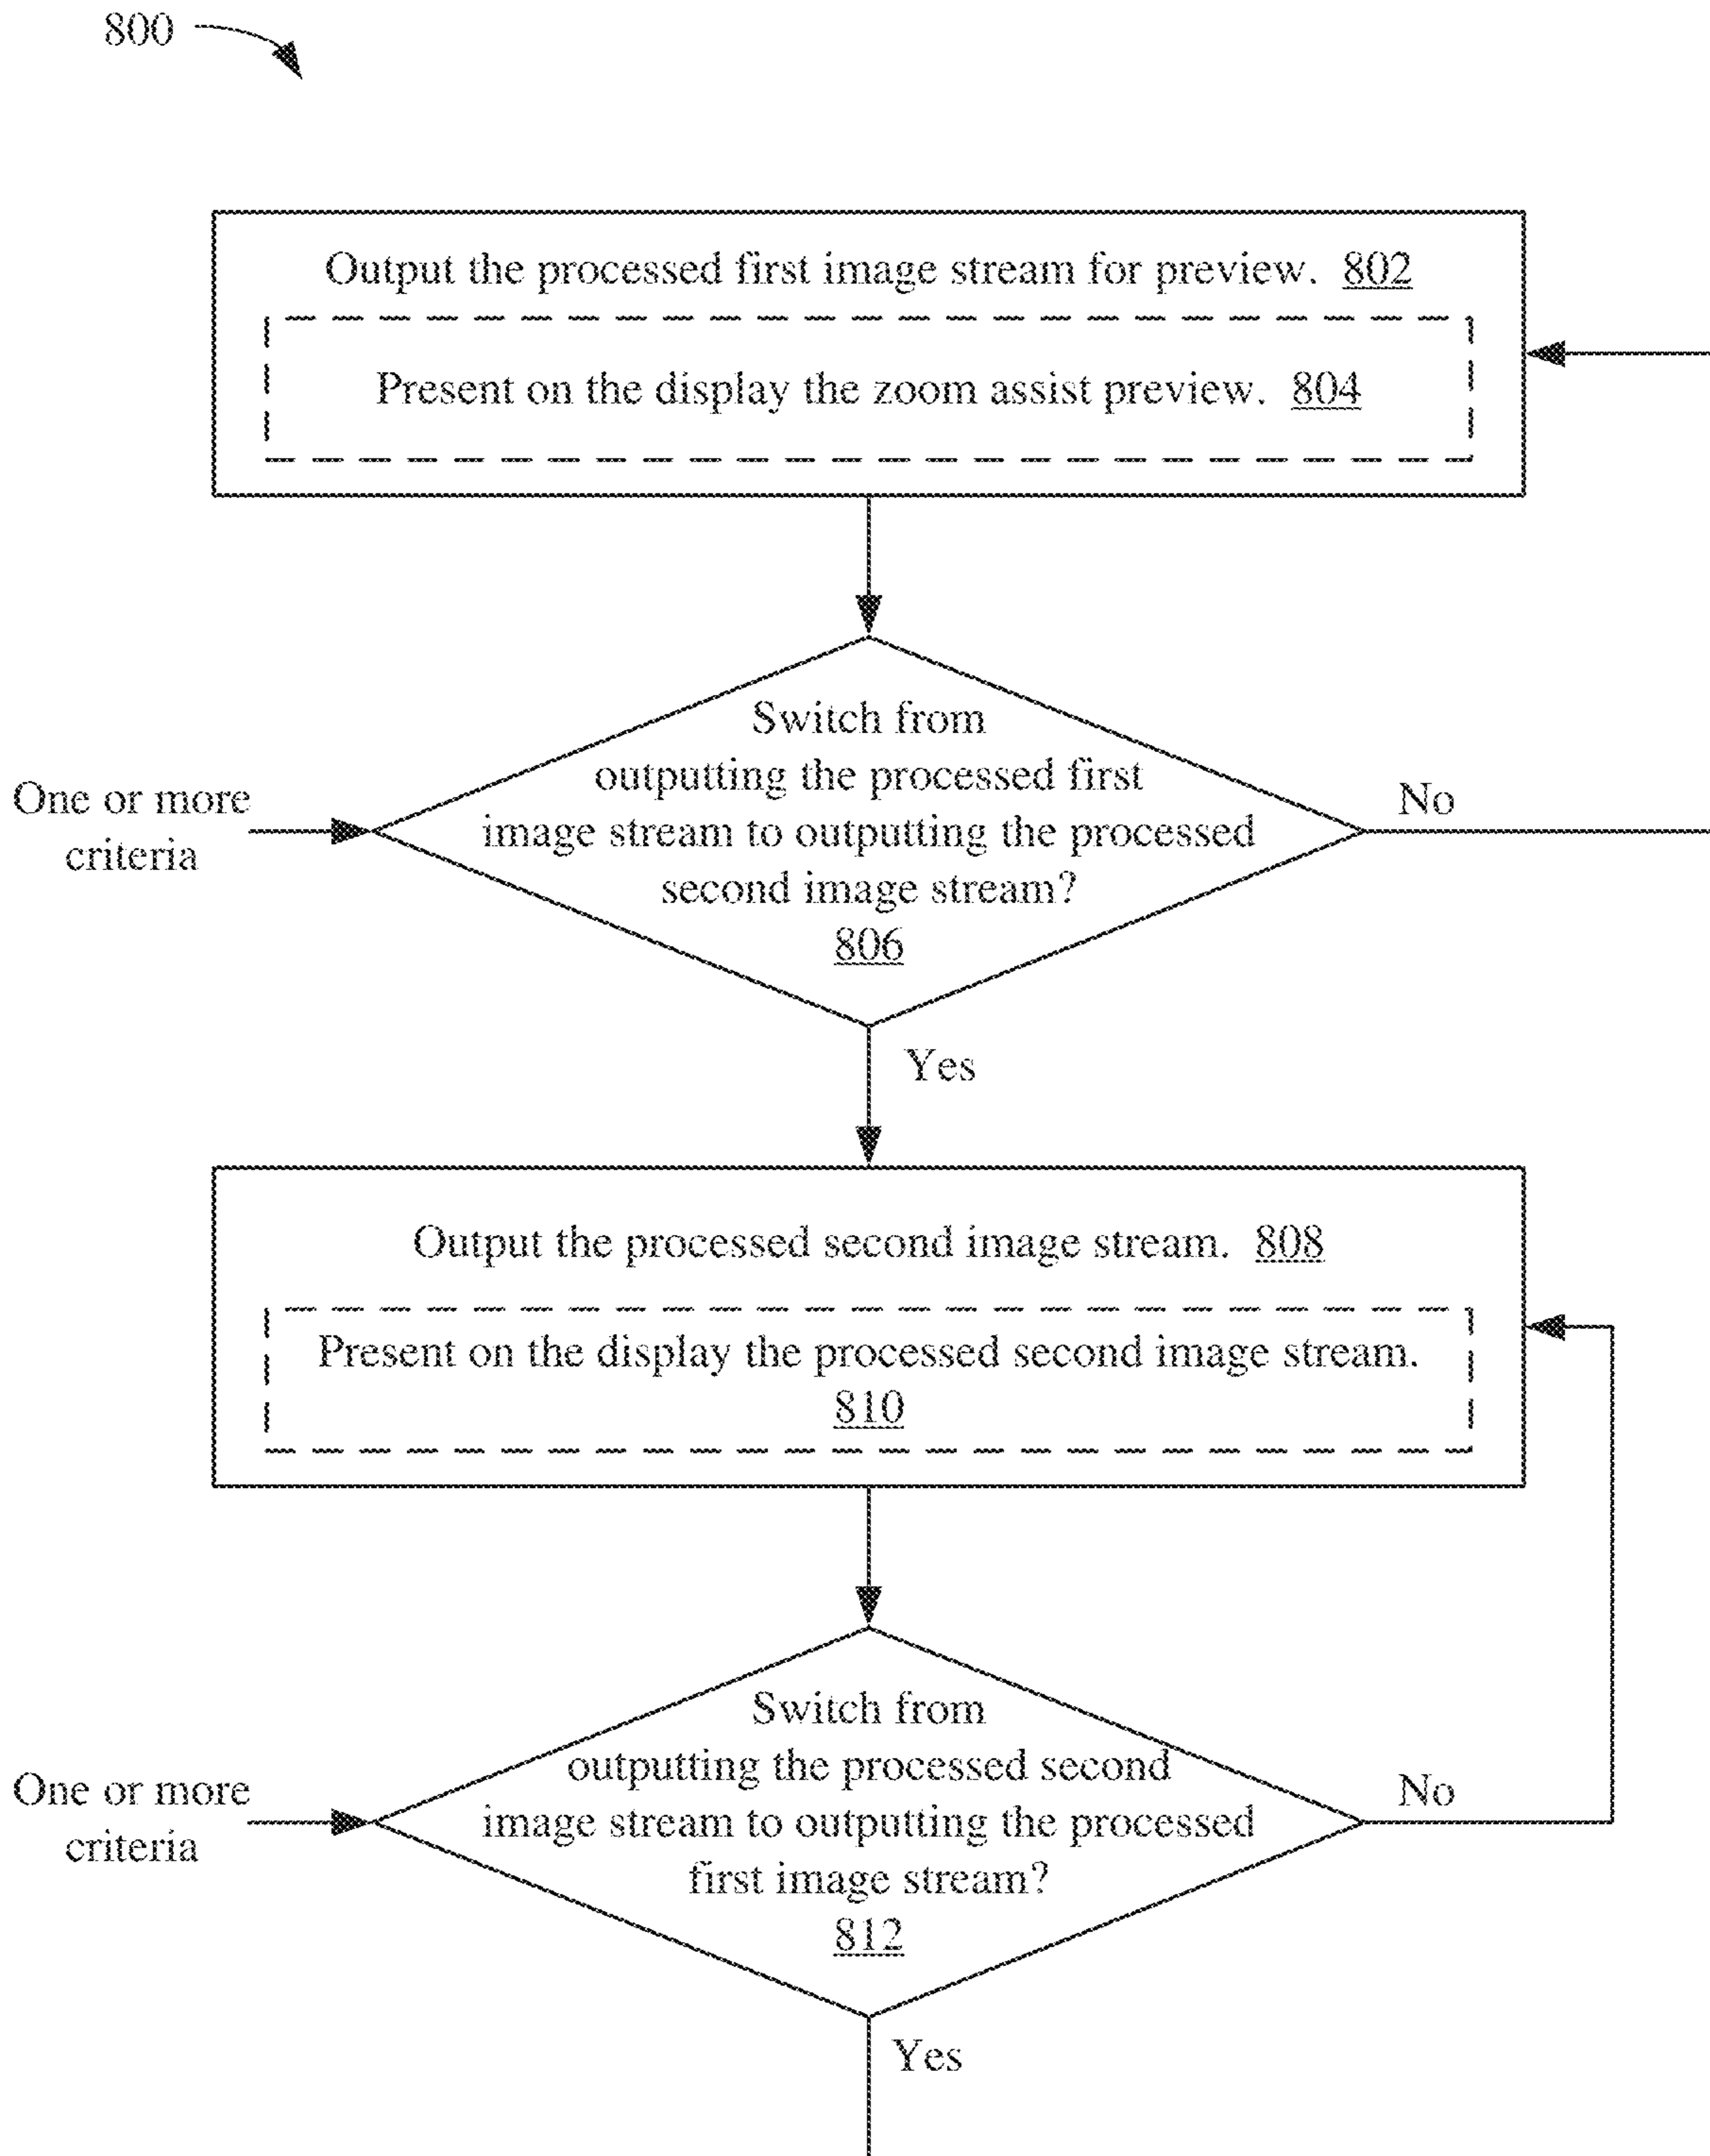 800
Output the processed first image stream for preview. 802
Present on the display the zoom assist preview. 804
Switch from
outputting the processed first
image stream to outputting the processed
second image stream?
806
One or more
criteria
No
Yes
Output the processed second image stream. 808
Present on the display the processed second image stream.
810
Switch from
outputting the processed second
image stream to outputting the processed
first image stream?
812
One or more
criteria
No
Yes